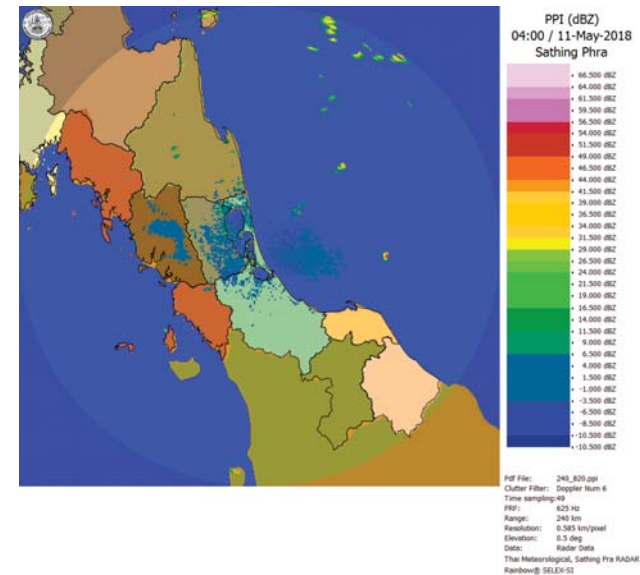 PPI (dBZ)
04:00 / 11-May-2018
Sathing Phra
66.500 dBZ
64.000 dBZ
61.500 dBZ
59.500 dBZ
56.500 dBZ
54.000 dBZ
51.500 dBZ
49.000 dBZ
46.500 dBZ
44.000 dBZ
41.500 dBZ
39.000 dBZ
36.500 dBZ
34.000 dBZ
31.500 dBZ
29.000 dBZ
26.500 dBZ
24.000 dBZ
21.500 dBZ
19.000 dBZ
16.500 dBZ
14.000 dBZ
11.500 dBZ
9.000 dBZ
6.500 dBZ
4.000 dBZ
1.500 dBZ
-1.000 dBZ
-3.500 dBZ
-6.500 dBZ
-8.500 dBZ
-10.500 dBZ
-10.500 dBZ
Pdf File: 240_820.ppi
Clutter Filter: Doppler Num 6
Time sampling:49
PRF: 625 Hz
Range: 240 km
Resolution: 0.585 km/pixel
Elevation: 0.5 deg
Data: Radar Data
Thai Meteorological, Sathing Pra RADAR
Rainbow® SELEX-SI